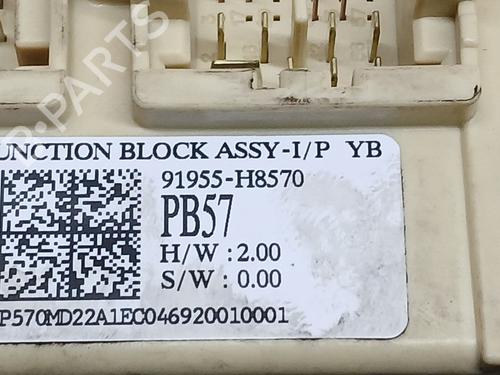 UNCTION BLOCK ASSY-I/P YB
91955-H8570
PB57
H/W : 2.00
S/W : 0.00
P570MD22A1EC046920010001